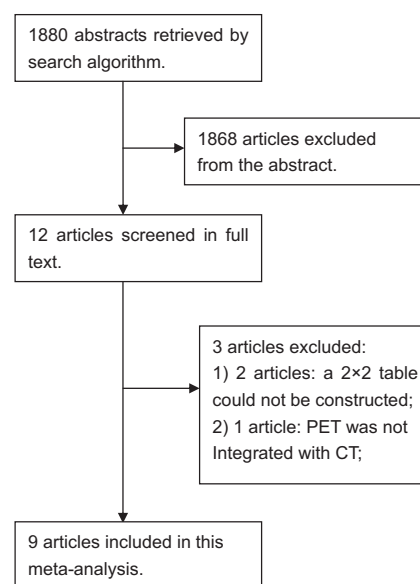 1880 abstracts retrieved by
search algorithm.
1868 articles excluded
from the abstract.
12 articles screened in full
text.
3 articles excluded:
1) 2 articles: a 2×2 table
could not be constructed;
2) 1 article: PET was not
Integrated with CT;
9 articles included in this
meta-analysis.